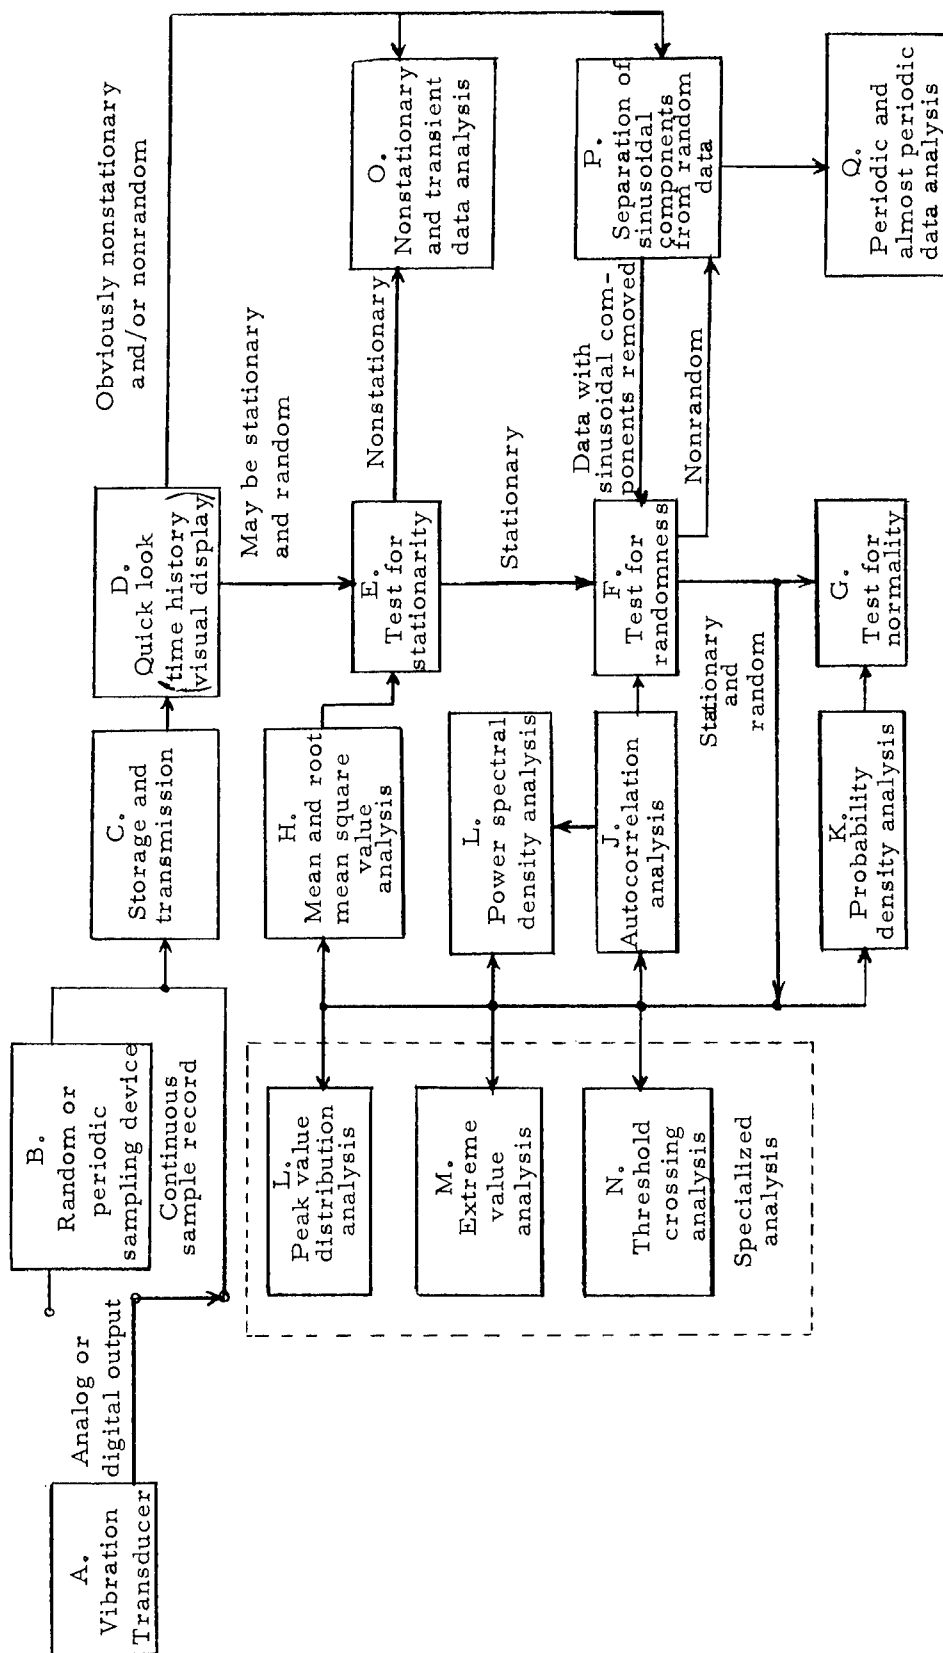 A.
Vibration
Transducer
Analog or
digital output
B.
Random or
periodic
sampling device
Continuous
sample record
C.
Storage and
transmission
D.
Quick look
(time history
visual display)
Obviously nonstationary
and/or nonrandom
May be stationary
and random
H.
Mean and root
mean square
value
analysis
E.
Test for
stationarity
Nonstationary
O.
Nonstationary
and transient
data analysis
Stationary
L.
Peak value
distribution
analysis
M.
Extreme
value
analysis
N.
Threshold
crossing
analysis
Specialized
analysis
L.
Power spectral
density analysis
J.
Autocorrelation
analysis
F.
Test for
randomness
Data with
sinusoidal com-
ponents removed
Nonrandom
P.
Separation of
sinusoidal
components
from random
data
Stationary
and
random
K.
Probability
density analysis
G.
Test for
normality
Q.
Periodic and
almost periodic
data analysis